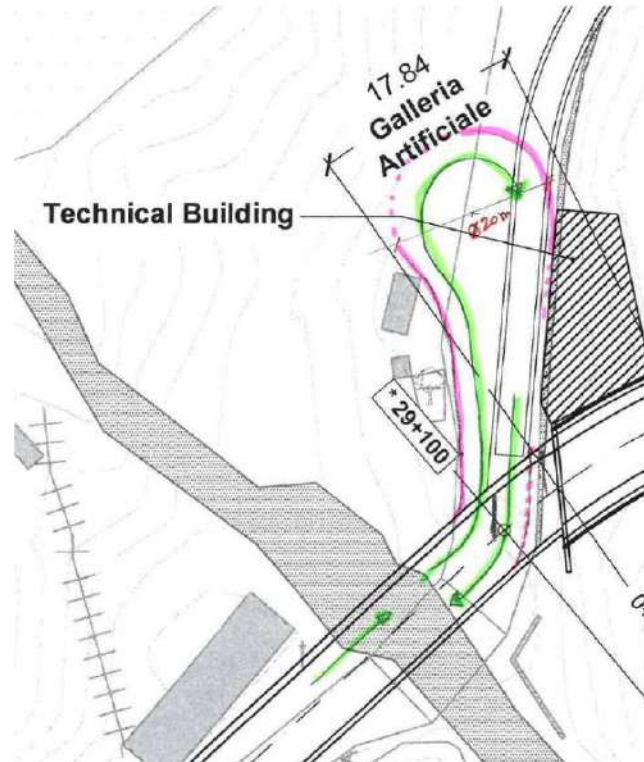 17.84
Galleria
Artificiale
Technical Building
Ø20m
* 29+100